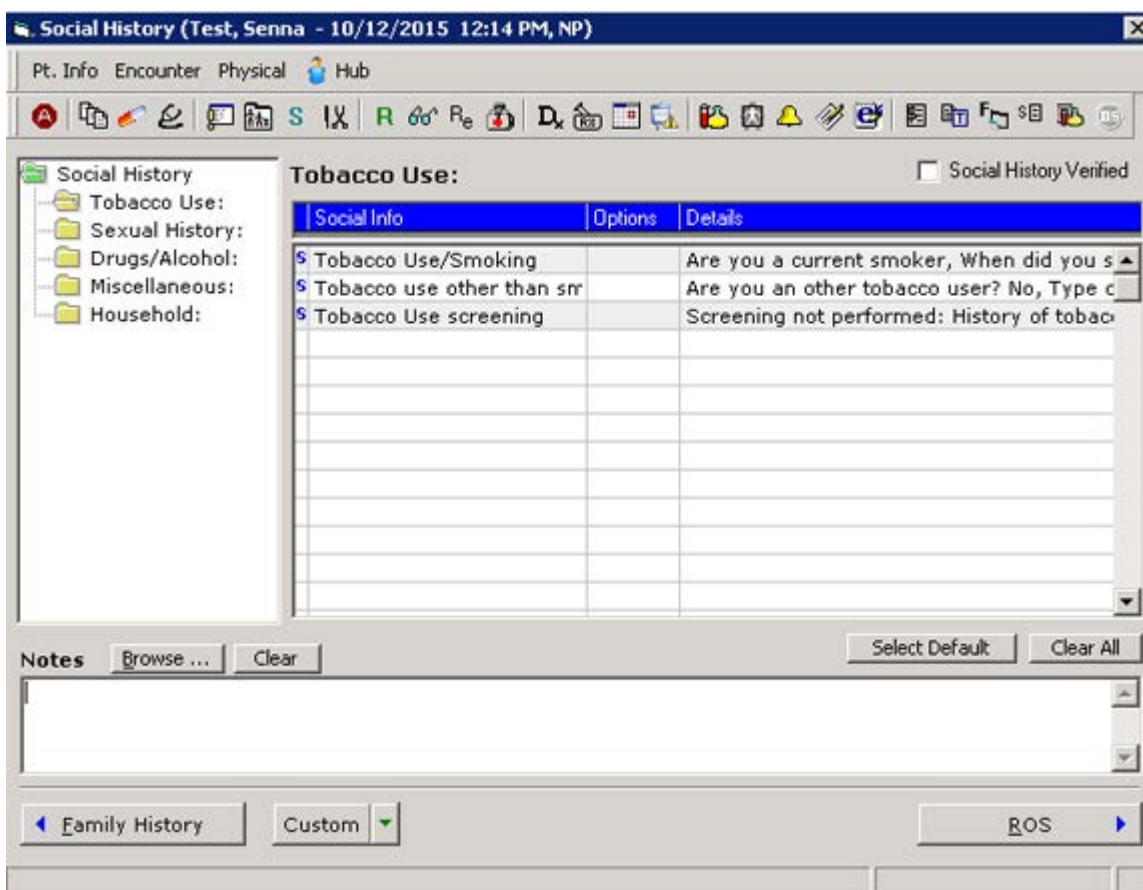 Social History (Test, Senna - 10/12/2015 12:14 PM, NP)
Pt. Info Encounter Physical Hub
A S R Re Dx
Social History
Tobacco Use:
Sexual History:
Drugs/Alcohol:
Miscellaneous:
Household:
Tobacco Use:
Social History Verified
Social Info Options Details
S Tobacco Use/Smoking Are you a current smoker, When did you s
S Tobacco use other than sm Are you an other tobacco user? No, Type
S Tobacco Use screening Screening not performed: History of tobac
Notes Browse ... Clear
Select Default Clear All
Family History Custom ROS